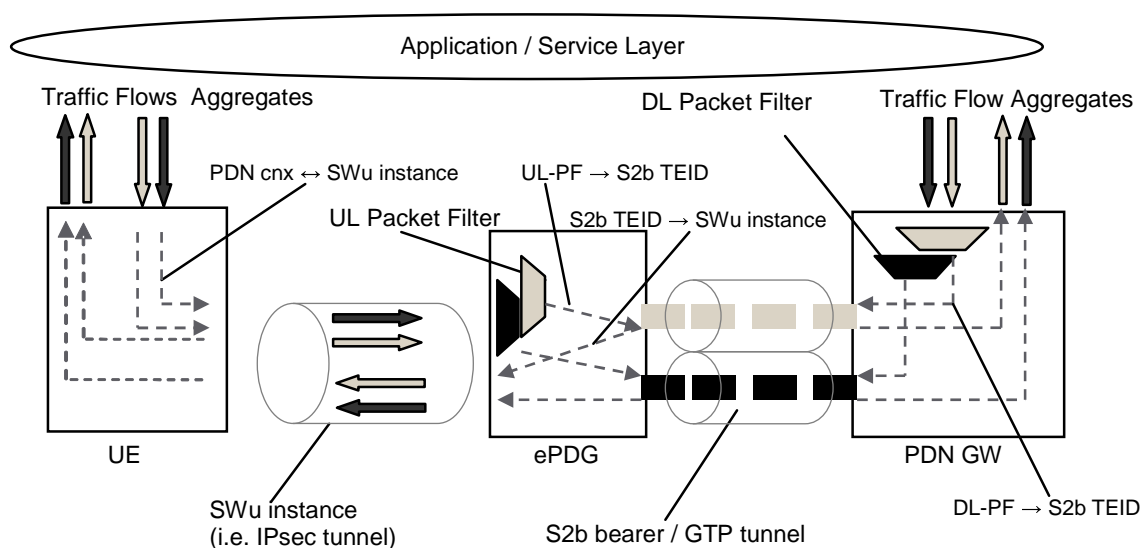 Application / Service Layer
Traffic Flows Aggregates
DL Packet Filter
Traffic Flow Aggregates
PDN cnx ↔ SWu instance
UL-PF → S2b TEID
UL Packet Filter
S2b TEID → SWu instance
UE
ePDG
PDN GW
SWu instance
(i.e. IPsec tunnel)
S2b bearer / GTP tunnel
DL-PF → S2b TEID